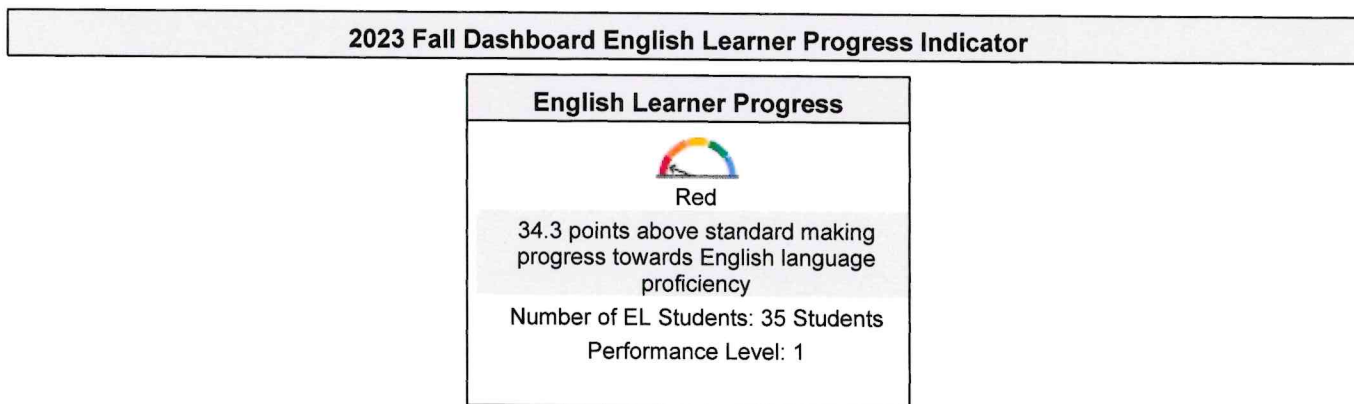 2023 Fall Dashboard English Learner Progress Indicator
English Learner Progress
Red
34.3 points above standard making
progress towards English language
proficiency
Number of EL Students: 35 Students
Performance Level: 1